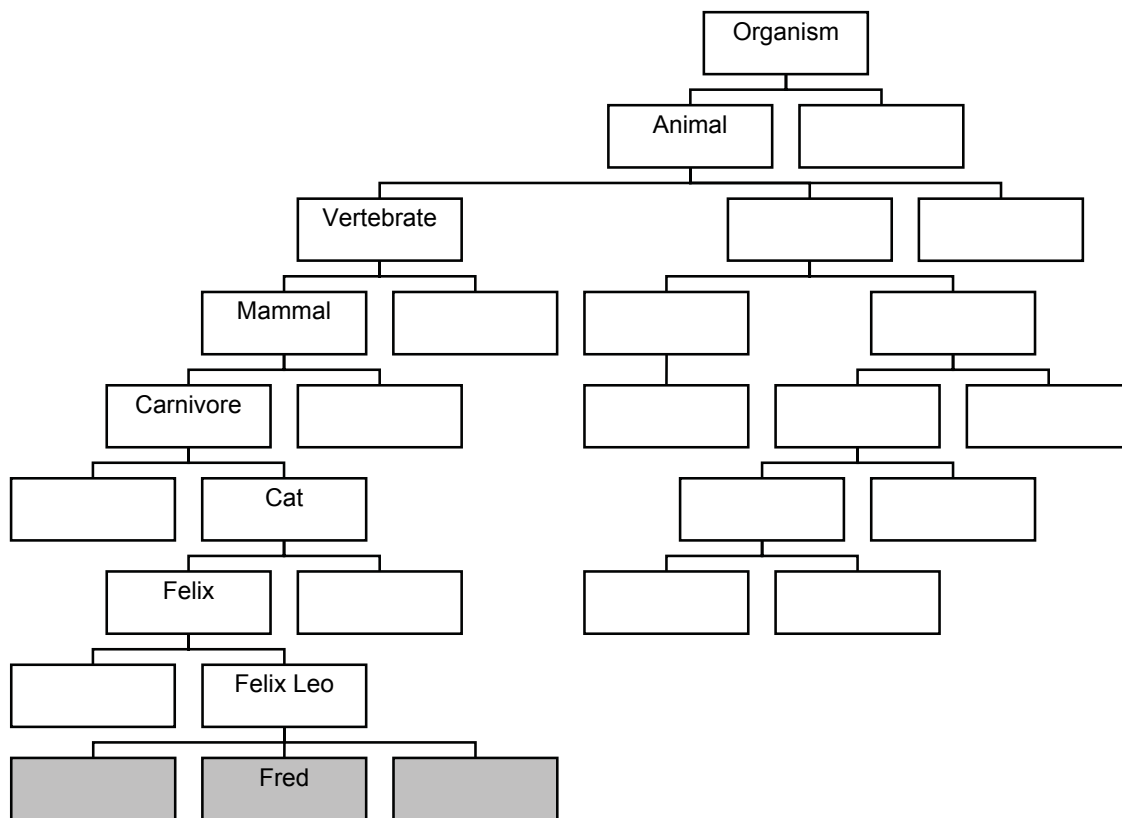 Organism
Animal
Vertebrate
Mammal
Carnivore
Cat
Felix
Felix Leo
Fred